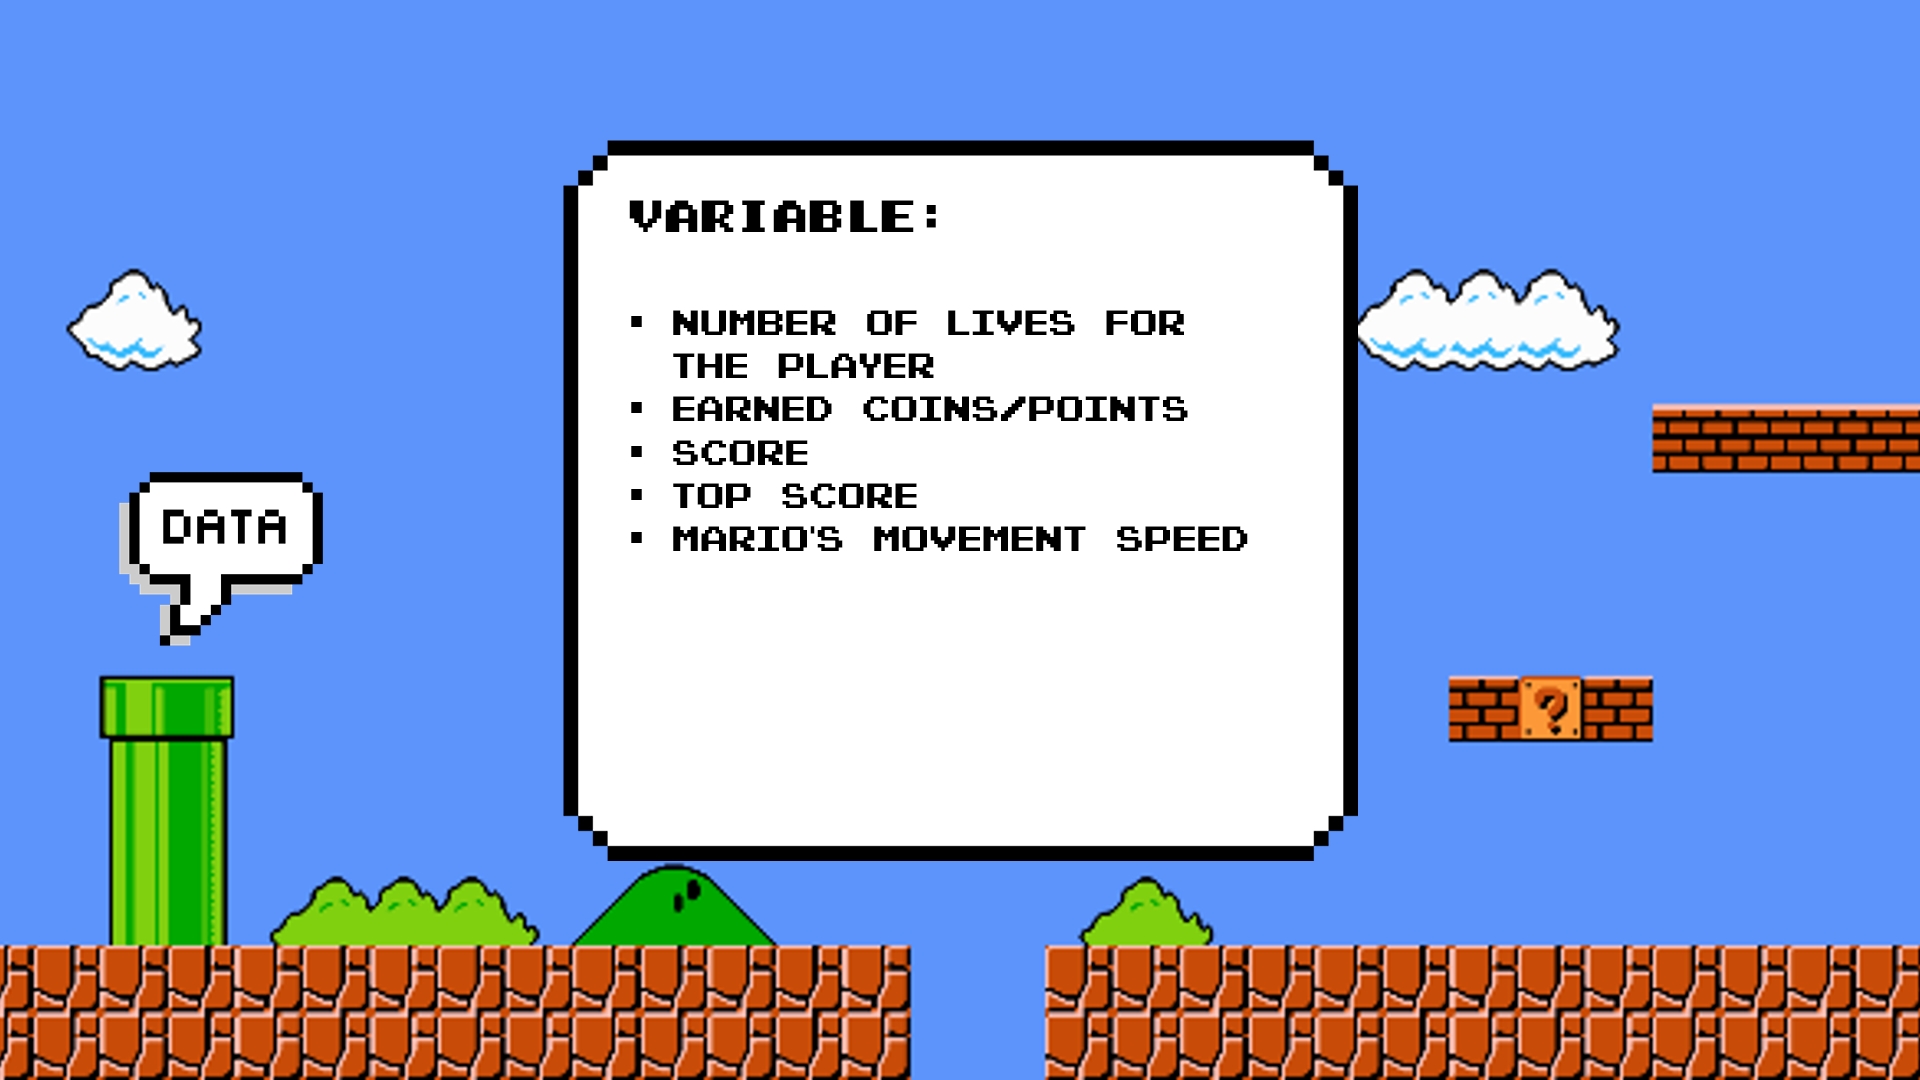 VARIABLE:
▪ NUMBER OF LIVES FOR
THE PLAYER
▪ EARNED COINS/POINTS
▪ SCORE
▪ TOP SCORE
▪ MARIO'S MOVEMENT SPEED
DATA
?